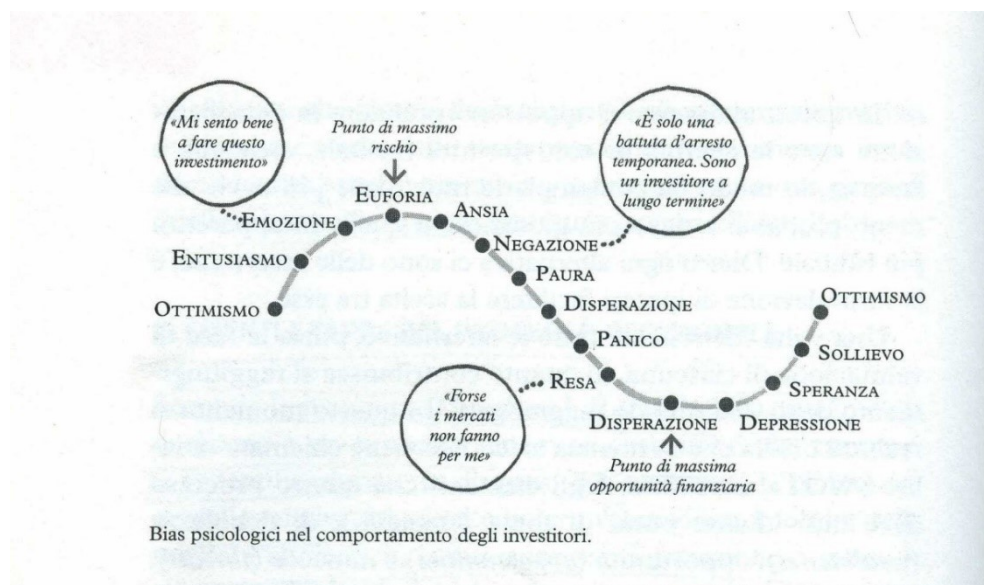 «Mi sento bene
a fare questo
investimento»
Punto di massimo
rischio
«È solo una
battuta d'arresto
temporanea. Sono
un investitore a
lungo termine»
EUFORIA
EMOZIONE
ANSIA
ENTUSIASMO
NEGAZIONE
PAURA
OTTIMISMO
DISPERAZIONE
OTTIMISMO
PANICO
SOLLIEVO
RESA
SPERANZA
«Forse
i mercati
non fanno
per me»
DISPERAZIONE
DEPRESSIONE
Punto di massima
opportunità finanziaria
Bias psicologici nel comportamento degli investitori.